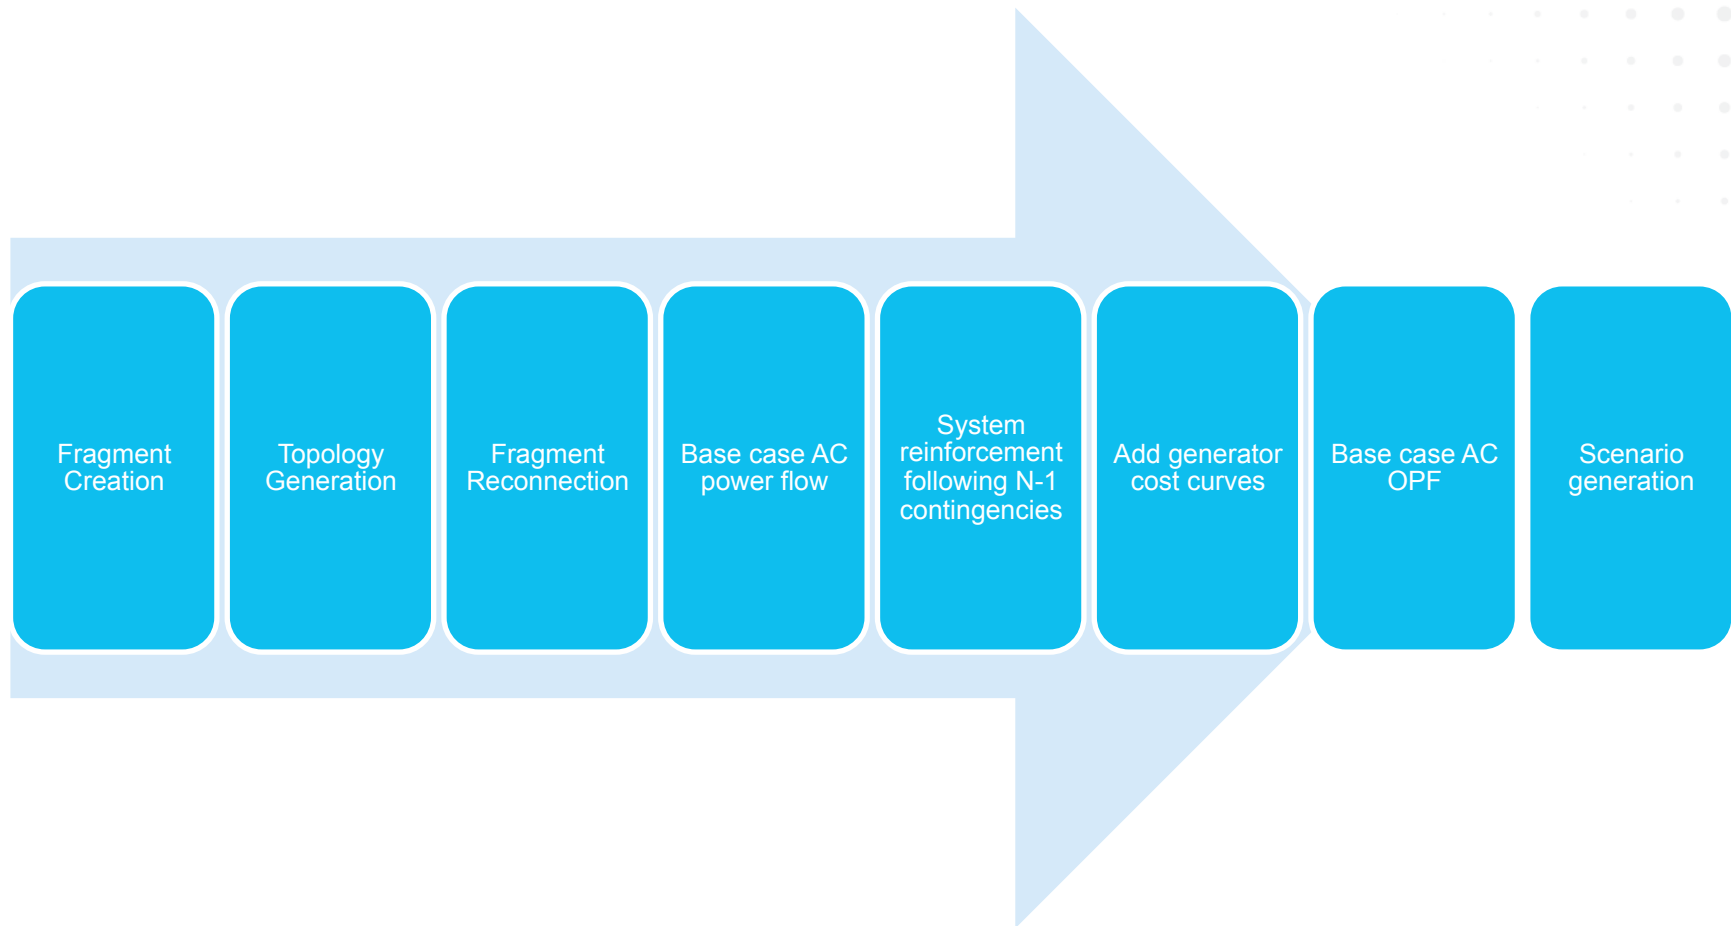 Fragment
Creation
Topology
Generation
Fragment
Reconnection
Base case AC
power flow
System
reinforcement
following N-1
contingencies
Add generator
cost curves
Base case AC
OPF
Scenario
generation